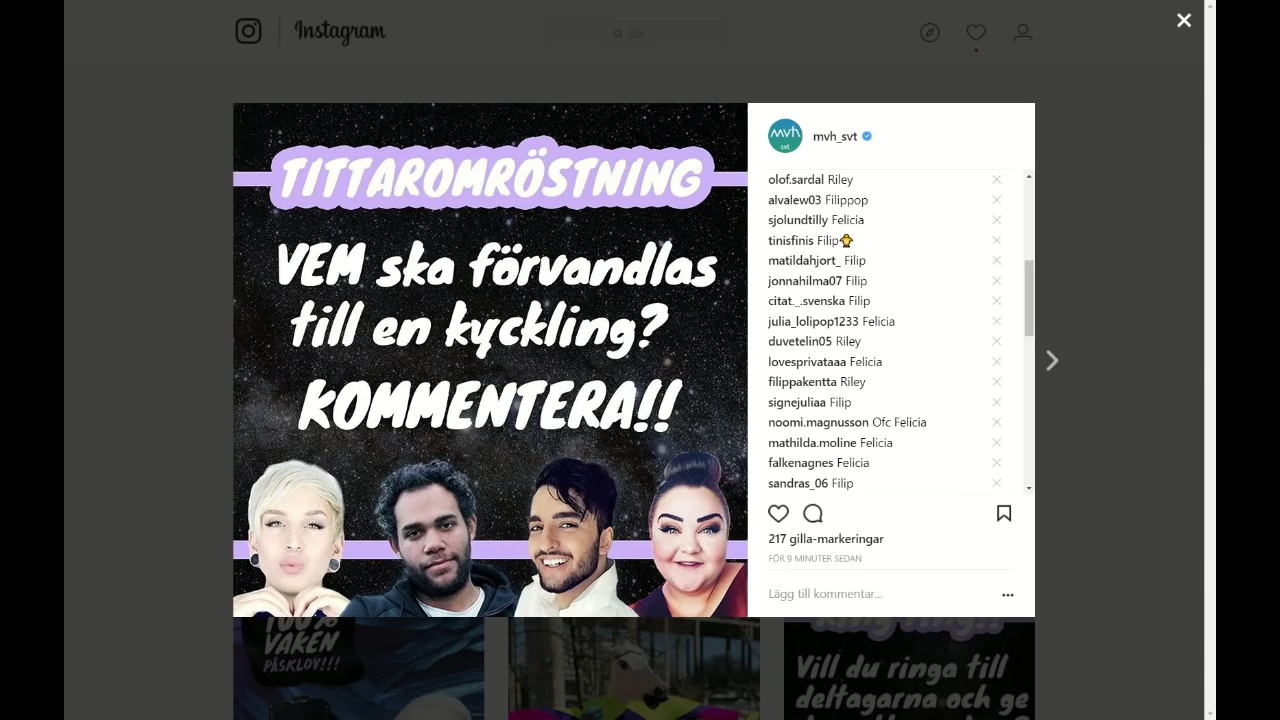 Instagram
Sök
TITTAROMRÖSTNING
VEM ska förvandlas
till en kyckling?
KOMMENTERA!!
mvh
svt
mvh_svt
olof.sardal Riley
alvalew03 Filippop
sjolundtilly Felicia
tinisfinis Filip
matildahjort_ Filip
jonnahilma07 Filip
citat._.svenska Filip
julia_lolipop1233 Felicia
duvetelin05 Riley
lovesprivataaa Felicia
filippakentta Riley
signejuliaa Filip
noomi.magnusson Ofc Felicia
mathilda.moline Felicia
falkenagnes Felicia
sandras_06 Filip
217 gilla-markeringar
FÖR 9 MINUTER SEDAN
Lägg till kommentar...
100%
VAKEN
PÅSKLOV!!!
Vill du ringa till
deltagarna och ge